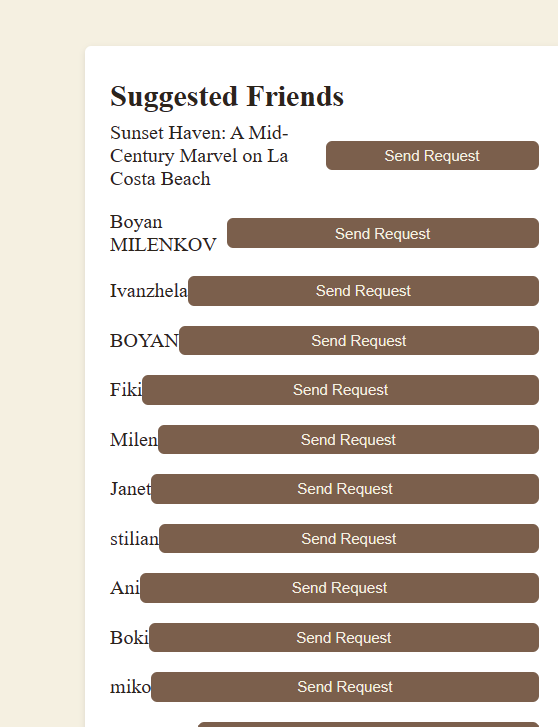 Suggested Friends
Sunset Haven: A Mid-
Century Marvel on La
Costa Beach
Send Request
Boyan
MILENKOV
Send Request
Ivanzhela
Send Request
BOYAN
Send Request
Fiki
Send Request
Milen
Send Request
Janet
Send Request
stilian
Send Request
Ani
Send Request
Boki
Send Request
miko
Send Request